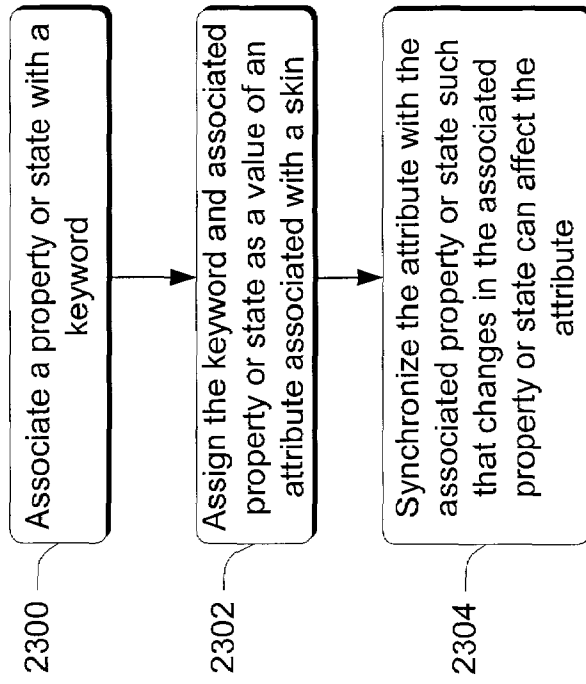 2300
Associate a property or state with a
keyword
2302
Assign the keyword and associated
property or state as a value of an
attribute associated with a skin
2304
Synchronize the attribute with the
associated property or state such
that changes in the associated
property or state can affect the
attribute